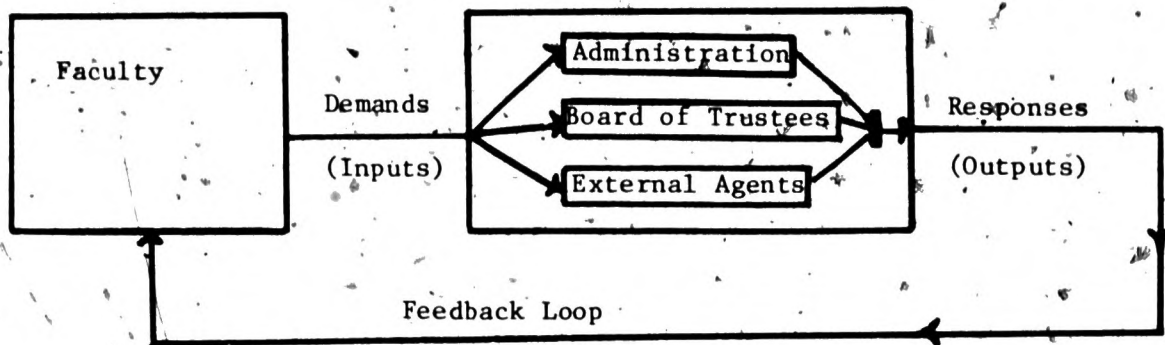 Faculty
Demands
(Inputs)
Administration
Board of Trustees
External Agents
Responses
(Outputs)
Feedback Loop